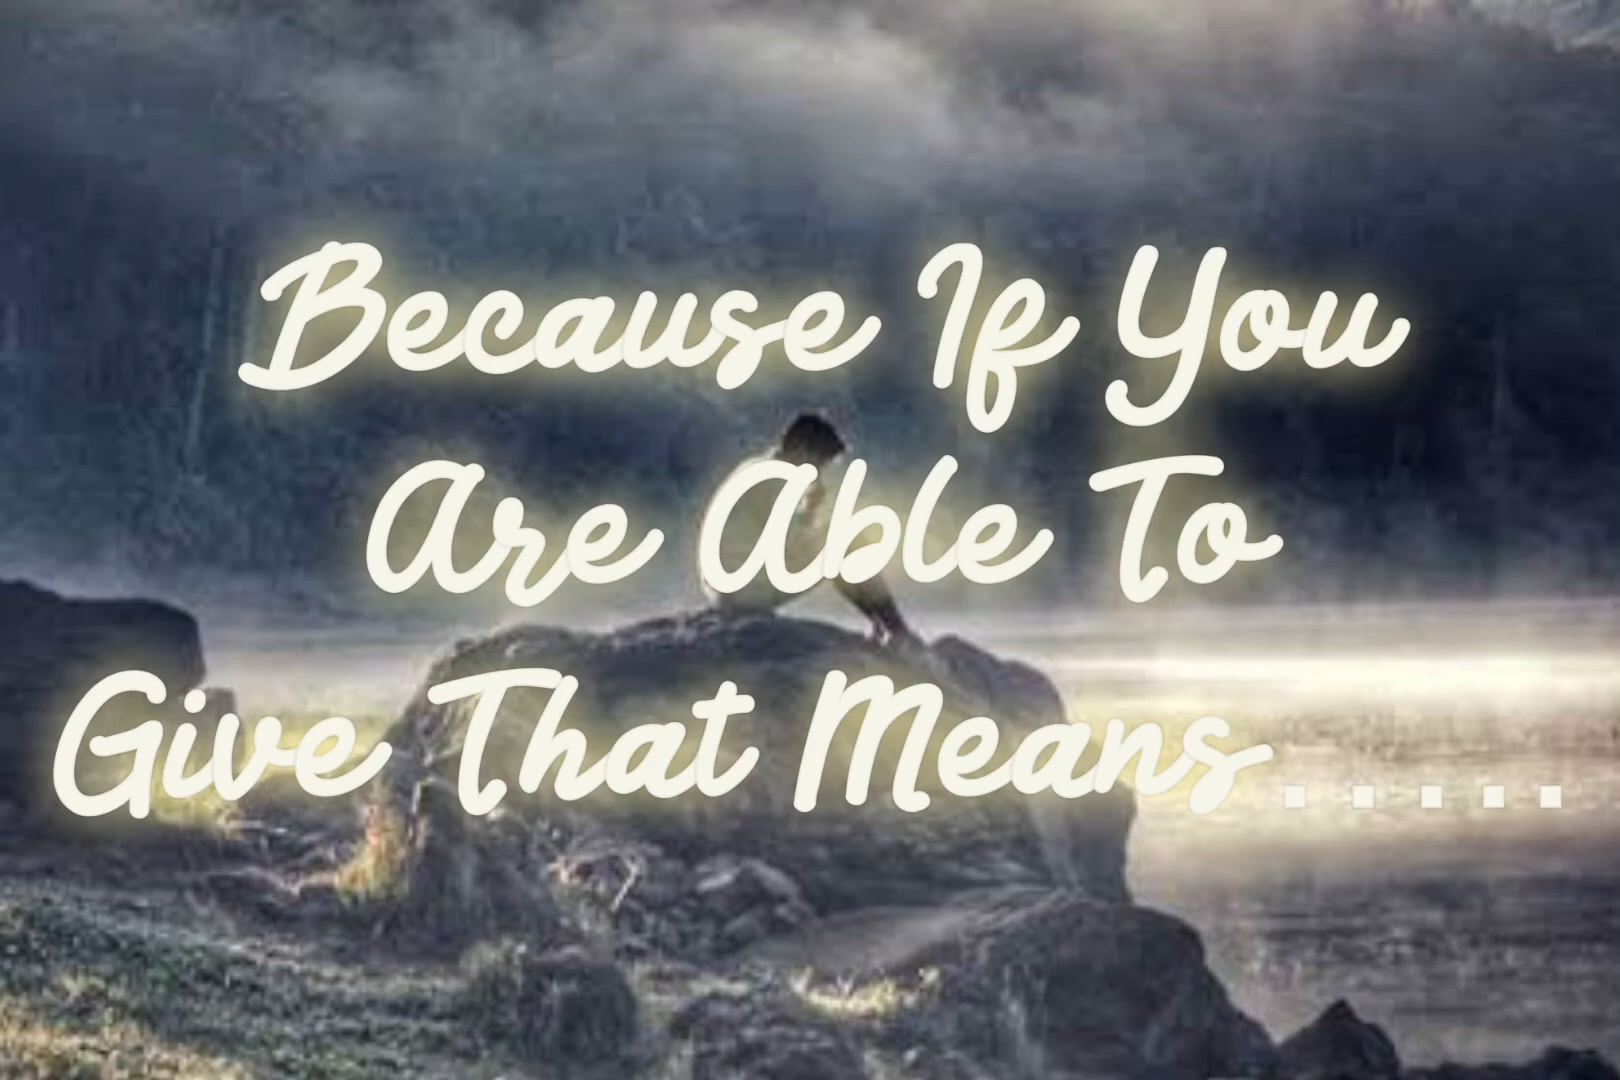 Because If You
Are Able To
Give That Means.....